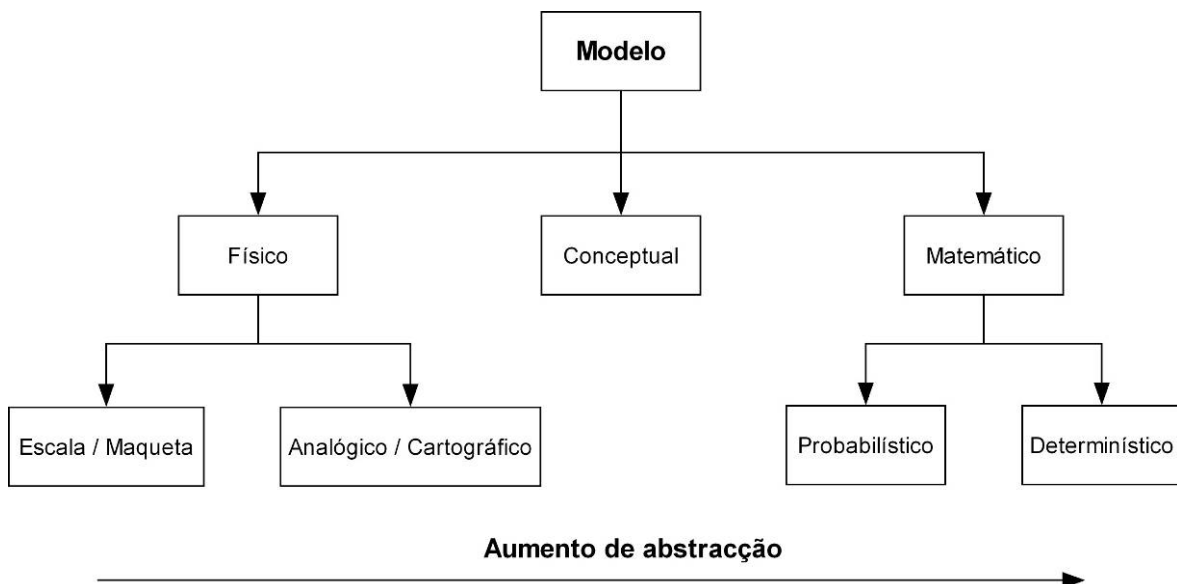 Modelo
Físico
Conceptual
Matemático
Escala / Maqueta
Analógico / Cartográfico
Probabilístico
Determinístico
Aumento de abstracção